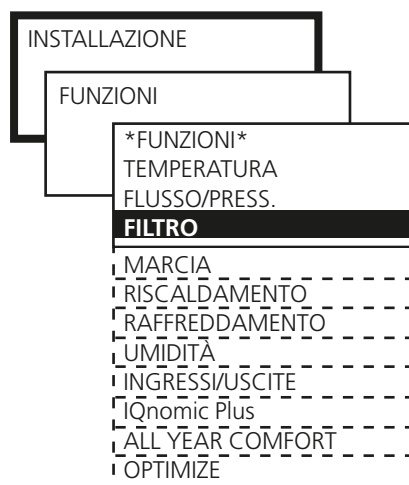 INSTALLAZIONE
FUNZIONI
*FUNZIONI*
TEMPERATURA
FLUSSO/PRESS.
FILTRO
MARCIA
RISCALDAMENTO
RAFFREDDAMENTO
UMIDITÀ
INGRESSI/USCITE
IQnomic Plus
ALL YEAR COMFORT
OPTIMIZE